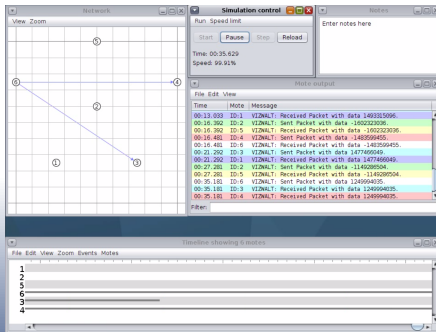 Network
View Zoom
5
6
4
2
1
3
Simulation control
Run Speed limit
Start Pause Step Reload
Time: 00:35.629
Speed: 99.91%
Notes
Enter notes here
Mote output
File Edit View
Time Mote Message
00:13.033 ID:1 VIZWALT: Received Packet with data 1493315096.
00:16.392 ID:2 VIZWALT: Sent Packet with data -1602323036.
00:16.392 ID:5 VIZWALT: Received Packet with data -1602323036.
00:16.481 ID:4 VIZWALT: Sent Packet with data -1483599455.
00:16.481 ID:6 VIZWALT: Received Packet with data -1483599455.
00:21.292 ID:3 VIZWALT: Sent Packet with data 1477466049.
00:21.292 ID:1 VIZWALT: Received Packet with data 1477466049.
00:27.281 ID:2 VIZWALT: Sent Packet with data -1149286504.
00:27.281 ID:5 VIZWALT: Received Packet with data -1149286504.
00:35.181 ID:6 VIZWALT: Sent Packet with data 1249994035.
00:35.181 ID:3 VIZWALT: Received Packet with data 1249994035.
00:35.181 ID:4 VIZWALT: Received Packet with data 1249994035.
Filter:
Timeline showing 6 motes
File Edit View Zoom Events Motes
1
2
5
6
3
4